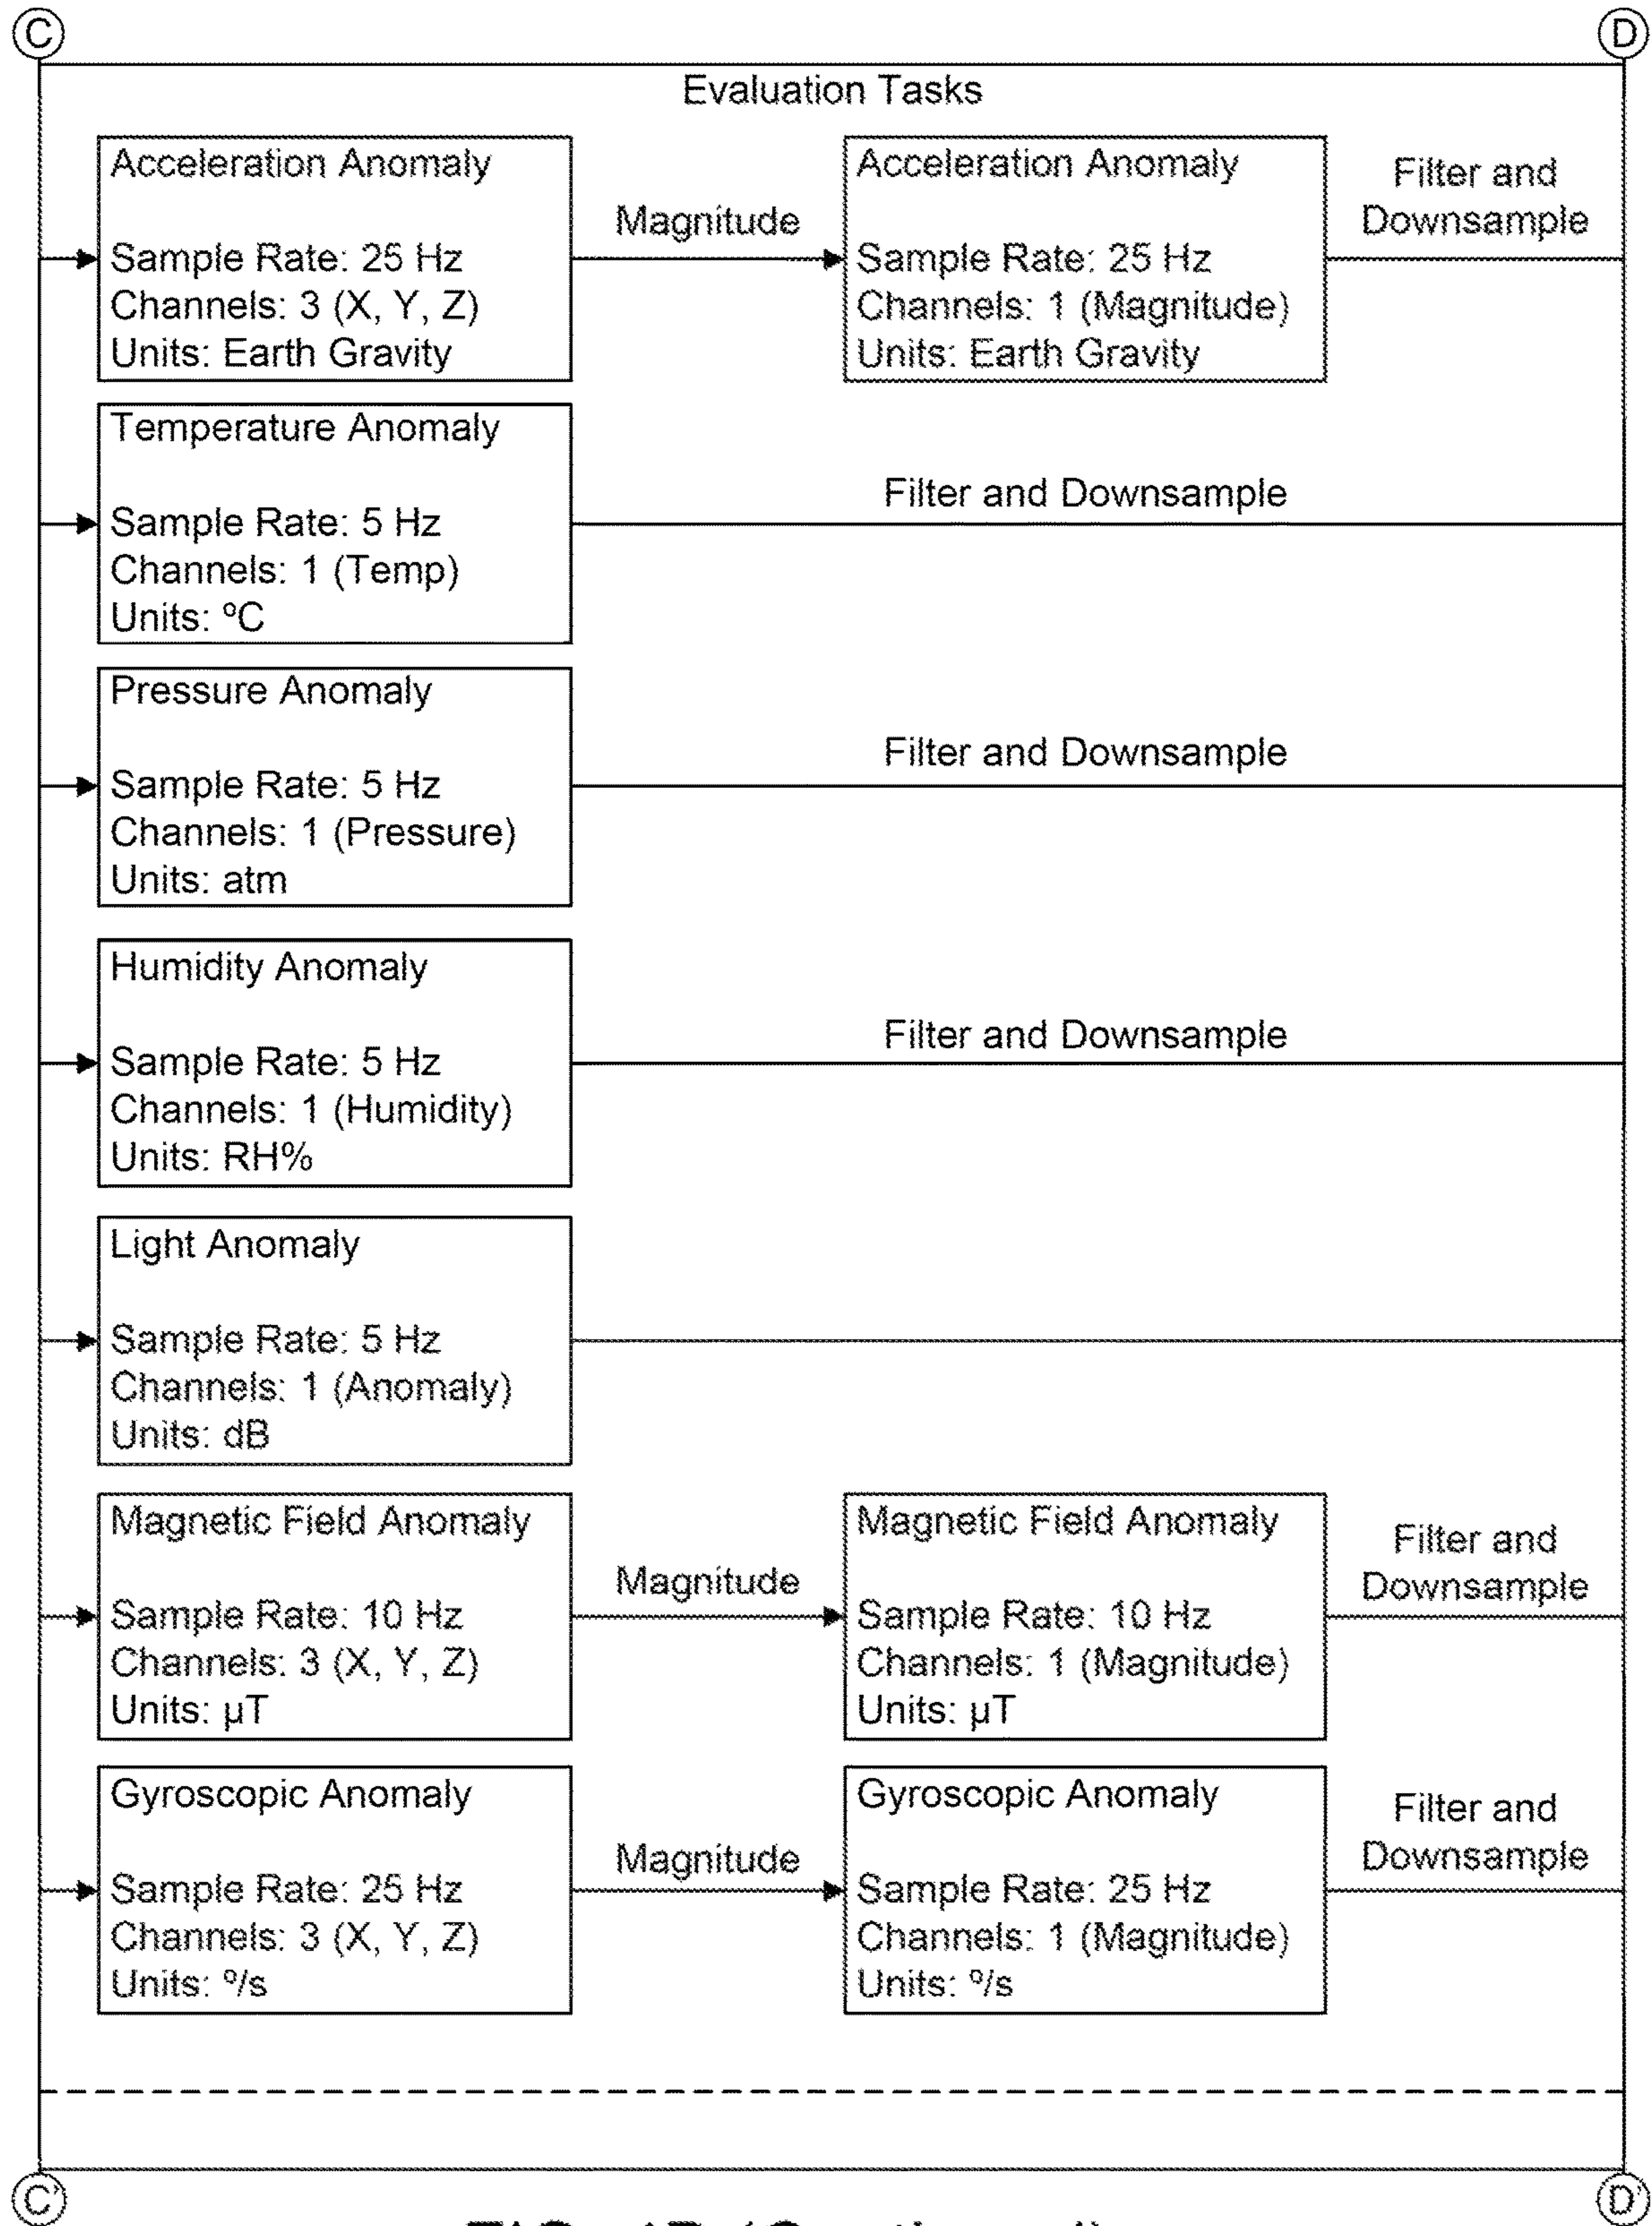 C
D
Evaluation Tasks
Acceleration Anomaly
Sample Rate: 25 Hz
Channels: 3 (X, Y, Z)
Units: Earth Gravity
Magnitude
Acceleration Anomaly
Sample Rate: 25 Hz
Channels: 1 (Magnitude)
Units: Earth Gravity
Filter and
Downsample
Temperature Anomaly
Sample Rate: 5 Hz
Channels: 1 (Temp)
Units: ºC
Filter and Downsample
Pressure Anomaly
Sample Rate: 5 Hz
Channels: 1 (Pressure)
Units: atm
Filter and Downsample
Humidity Anomaly
Sample Rate: 5 Hz
Channels: 1 (Humidity)
Units: RH%
Filter and Downsample
Light Anomaly
Sample Rate: 5 Hz
Channels: 1 (Anomaly)
Units: dB
Magnetic Field Anomaly
Sample Rate: 10 Hz
Channels: 3 (X, Y, Z)
Units: µT
Magnitude
Magnetic Field Anomaly
Sample Rate: 10 Hz
Channels: 1 (Magnitude)
Units: µT
Filter and
Downsample
Gyroscopic Anomaly
Sample Rate: 25 Hz
Channels: 3 (X, Y, Z)
Units: º/s
Magnitude
Gyroscopic Anomaly
Sample Rate: 25 Hz
Channels: 1 (Magnitude)
Units: º/s
Filter and
Downsample
C'
D'